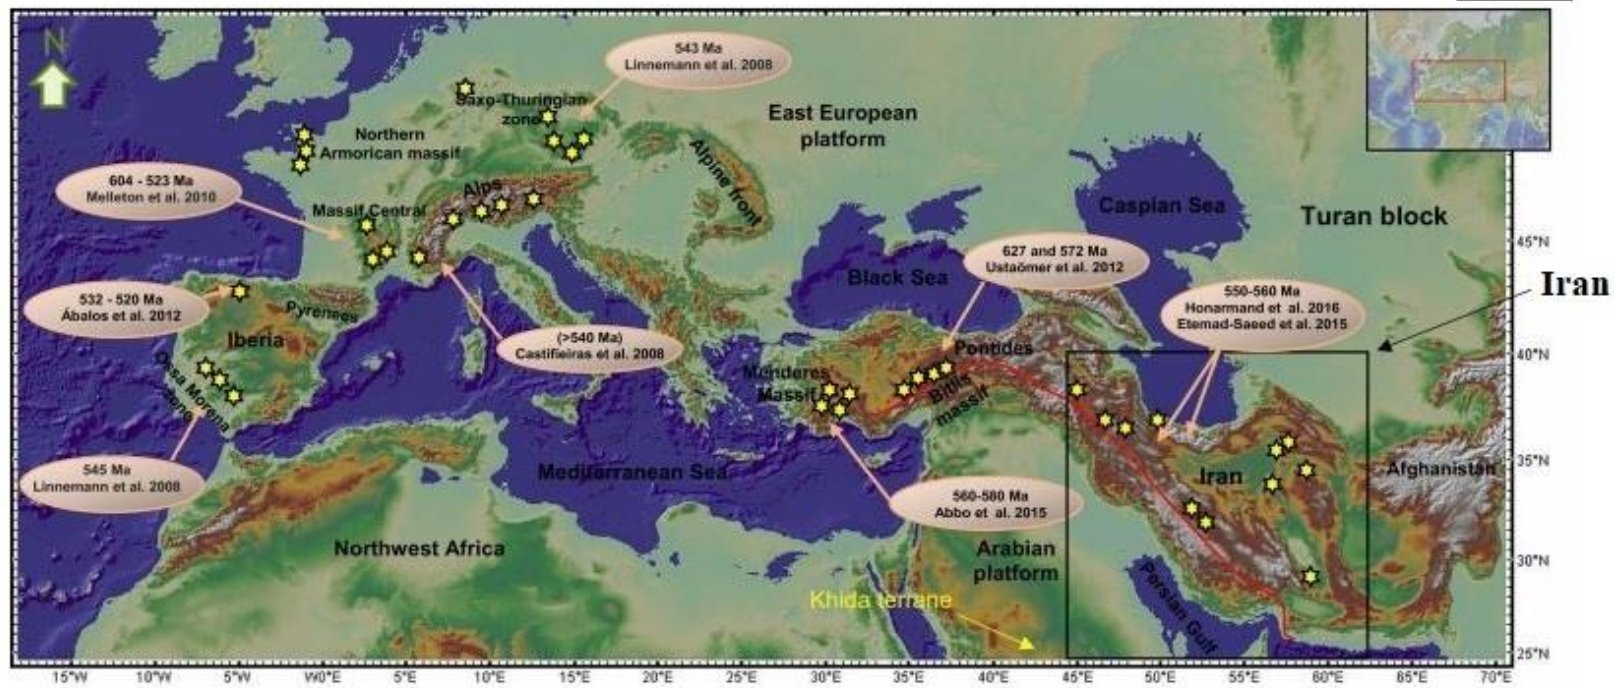 N
543 Ma
Linnemann et al. 2008
Saxo-Thuringian
zone
East European
platform
Northern
Armorican massif
Alpine front
604 - 523 Ma
Melleton et al. 2010
Alps
Massif Central
Caspian Sea
Turan block
45°N
627 and 572 Ma
Ustaömer et al. 2012
Black Sea
Iran
550-560 Ma
Honarmand et al. 2016
Etemad-Saeed et al. 2015
532 - 520 Ma
Ábalos et al. 2012
Pyrenees
Iberia
(>540 Ma)
Castifieiras et al. 2008
Pontides
40°N
Menderes
Massif
Bitlis
massif
Ossa Morena
zone
545 Ma
Linnemann et al. 2008
Mediterranean Sea
Iran
Afghanistan
35°N
560-580 Ma
Abbo et al. 2015
Northwest Africa
Arabian
platform
30°N
Khida terrane
Persian Gulf
25°N
15°W
10°W
5°W
W0°E
5°E
10°E
15°E
20°E
25°E
30°E
35°E
40°E
45°E
50°E
55°E
60°E
65°E
70°E